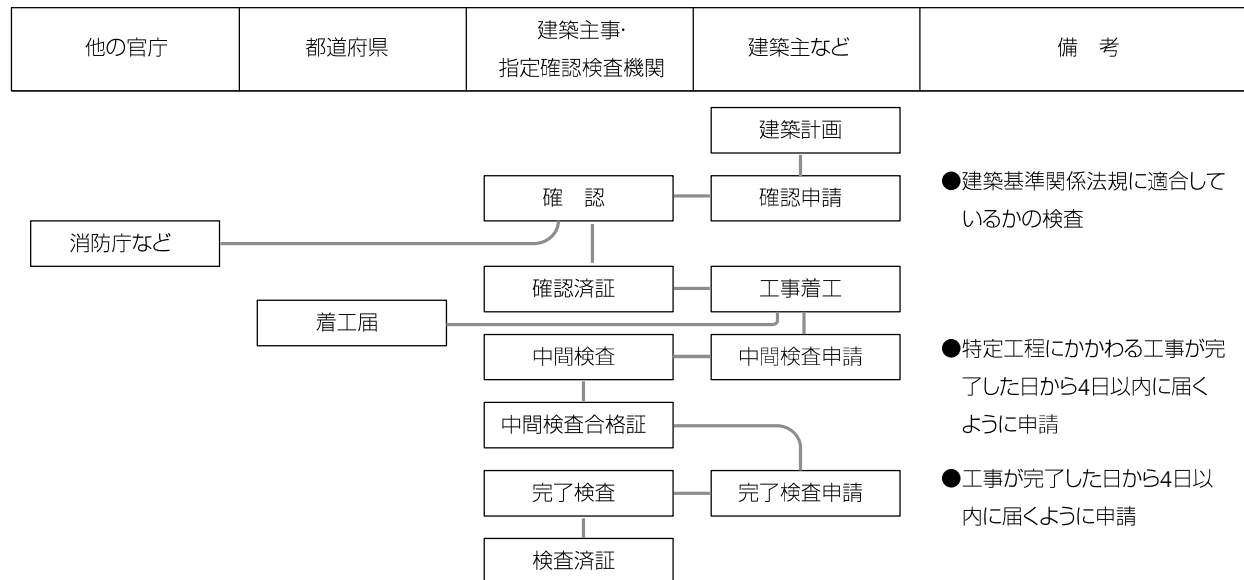 他の官庁
都道府県
建築主事・
指定確認検査機関
建築主など
備　考
建築計画
確　認
確認申請
●建築基準関係法規に適合して
いるかの検査
消防庁など
確認済証
工事着工
着工届
中間検査
中間検査申請
●特定工程にかかわる工事が完
了した日から4日以内に届く
ように申請
中間検査合格証
完了検査
完了検査申請
●工事が完了した日から4日以
内に届くように申請
検査済証